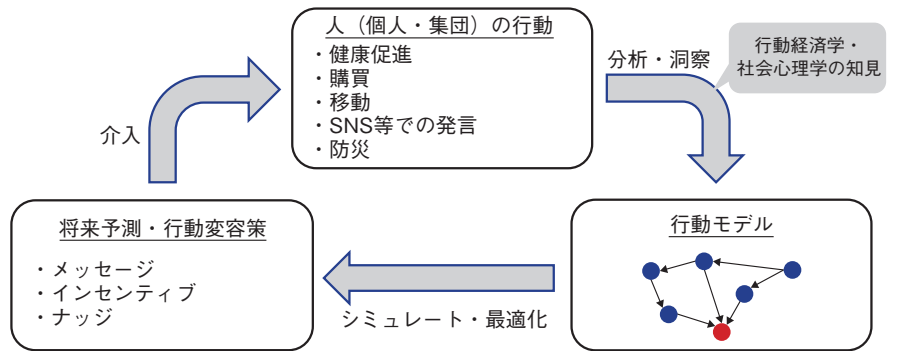 人（個人・集団）の行動
・健康促進
・購買
・移動
・SNS等での発言
・防災
分析・洞察
行動経済学・
社会心理学の知見
介入
将来予測・行動変容策
・メッセージ
・インセンティブ
・ナッジ
シミュレート・最適化
行動モデル